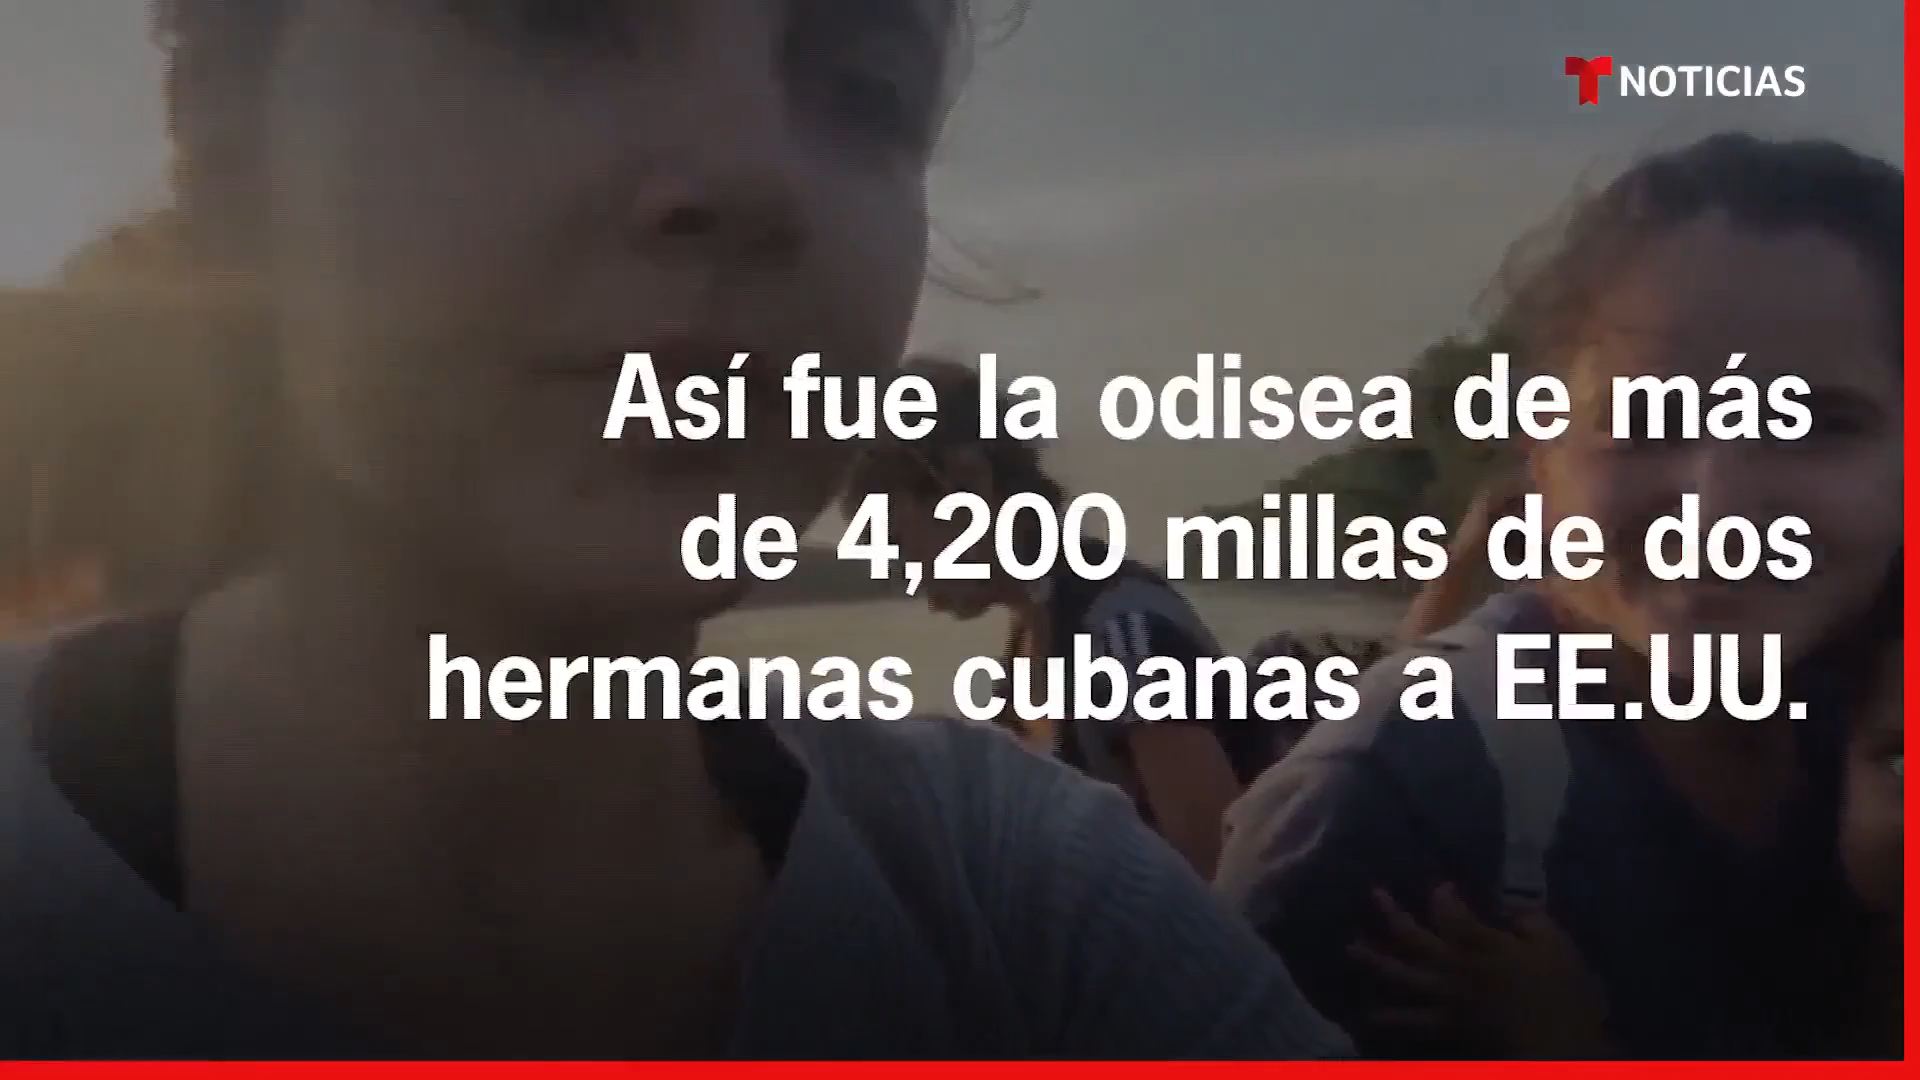 NOTICIAS
Así fue la odisea de más
de 4,200 millas de dos
hermanas cubanas a EE.UU.